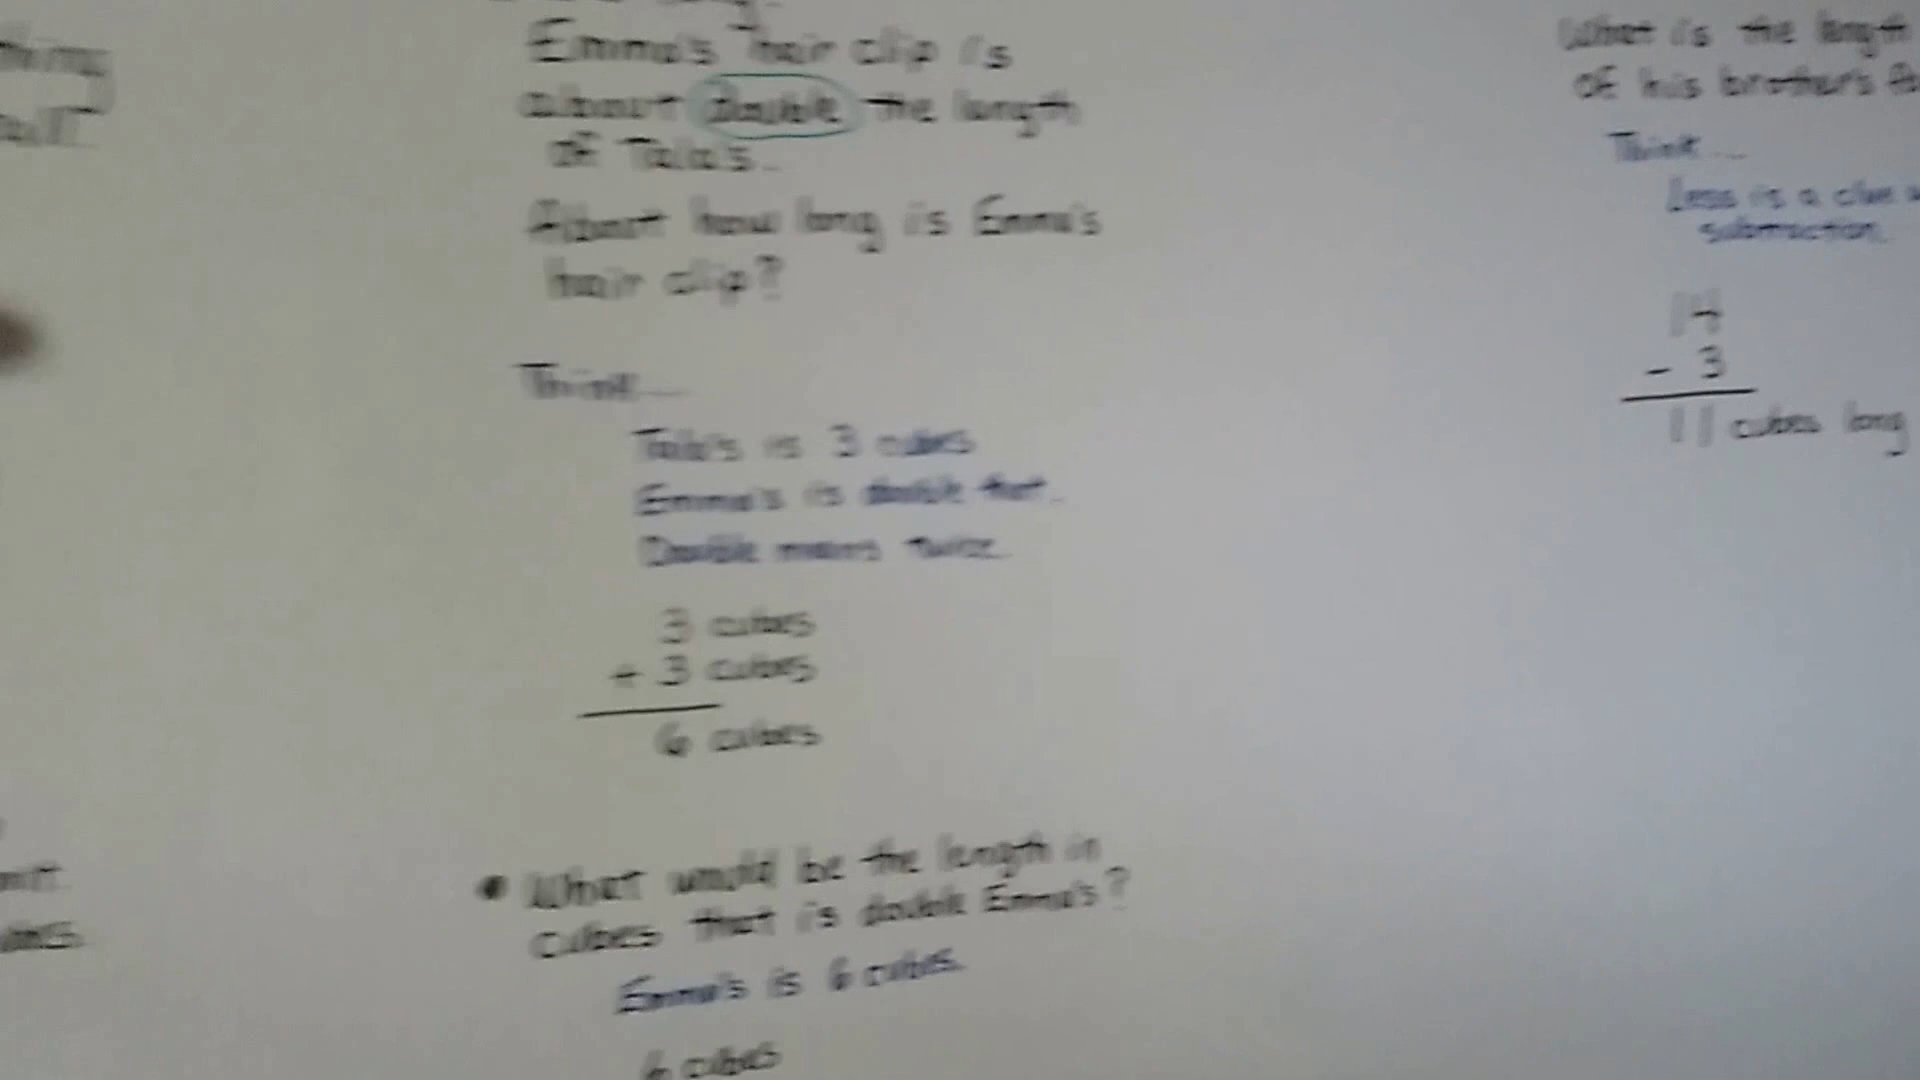 Emma's hair clip is
about double the length
of Tala's.
About how long is Emma's
hair clip?
Think....
Tala's is 3 cubes
Emma's is double that.
Double means twice.
3 cubes
+ 3 cubes
6 cubes
• What would be the length in
cubes that is double Emma's?
Emma's is 6 cubes.
6 cubes
What is the length
of his brother's
Think....
Less is a clue
subtraction.
14
- 3
11 cubes long